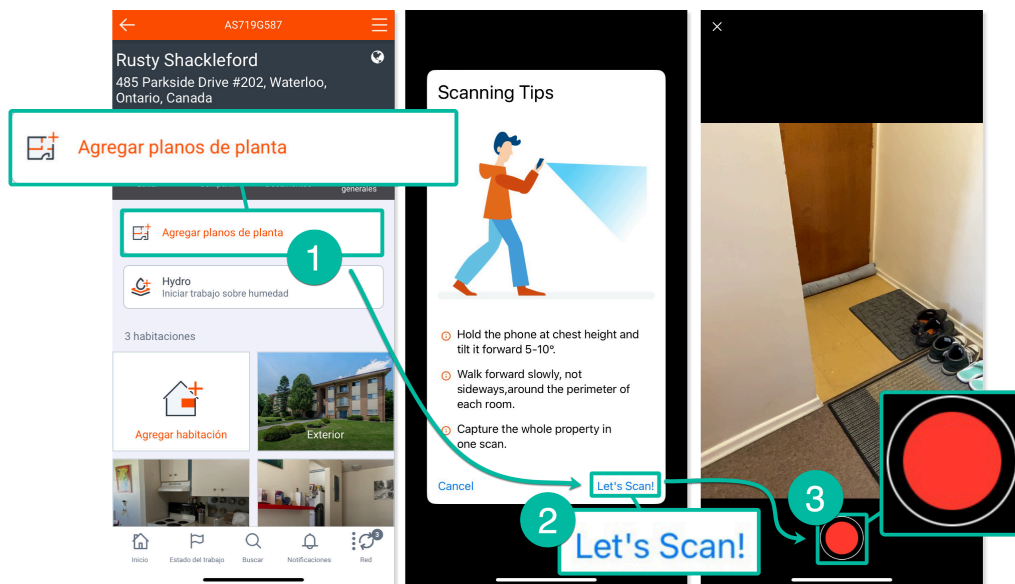 AS719G587
Rusty Shackleford
485 Parkside Drive #202, Waterloo,
Ontario, Canada
Agregar planos de planta
generales
Agregar planos de planta
1
Hydro
Iniciar trabajo sobre humedad
3 habitaciones
Agregar habitación
Exterior
Inicio
Estado del trabajo
Buscar
Notificaciones
3
Red
Scanning Tips
Hold the phone at chest height and
tilt it forward 5-10°.
Walk forward slowly, not
sideways,around the perimeter of
each room.
Capture the whole property in
one scan.
Cancel
Let's Scan!
2
Let's Scan!
3